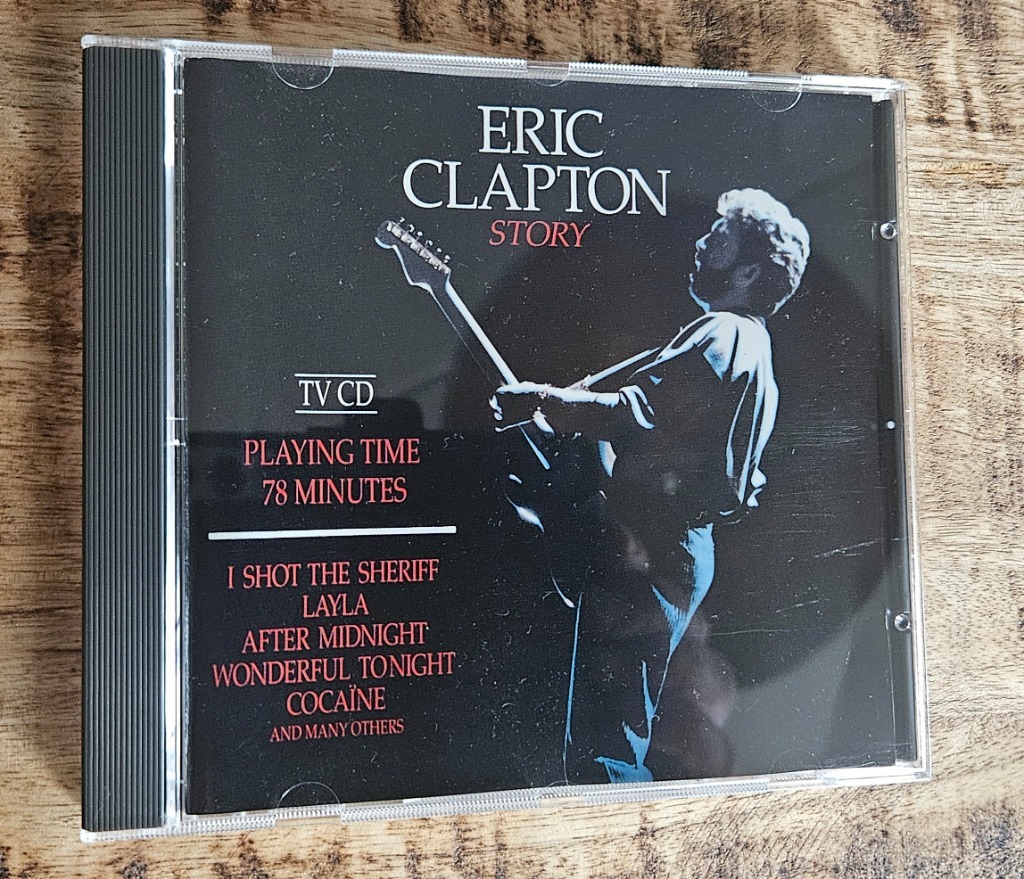 ERIC
CLAPTON
STORY
TV CD
PLAYING TIME
78 MINUTES
I SHOT THE SHERIFF
LAYLA
AFTER MIDNIGHT
WONDERFUL TONIGHT
COCAÏNE
AND MANY OTHERS